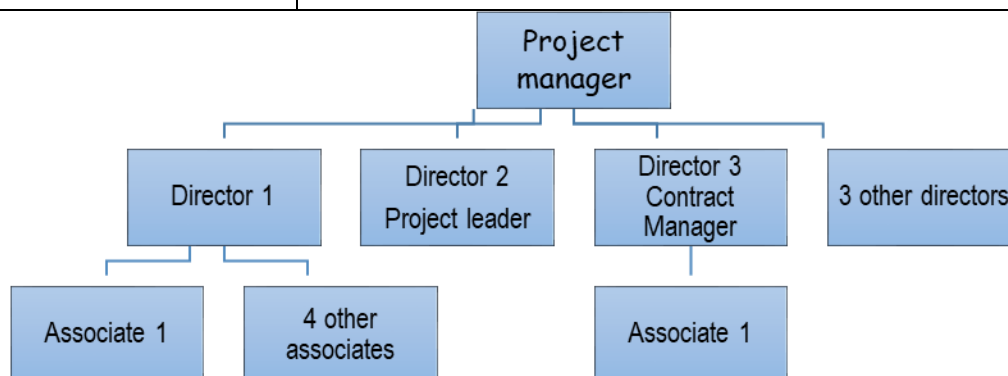 Project
manager
Director 1
Director 2
Project leader
Director 3
Contract
Manager
3 other directors
Associate 1
4 other
associates
Associate 1